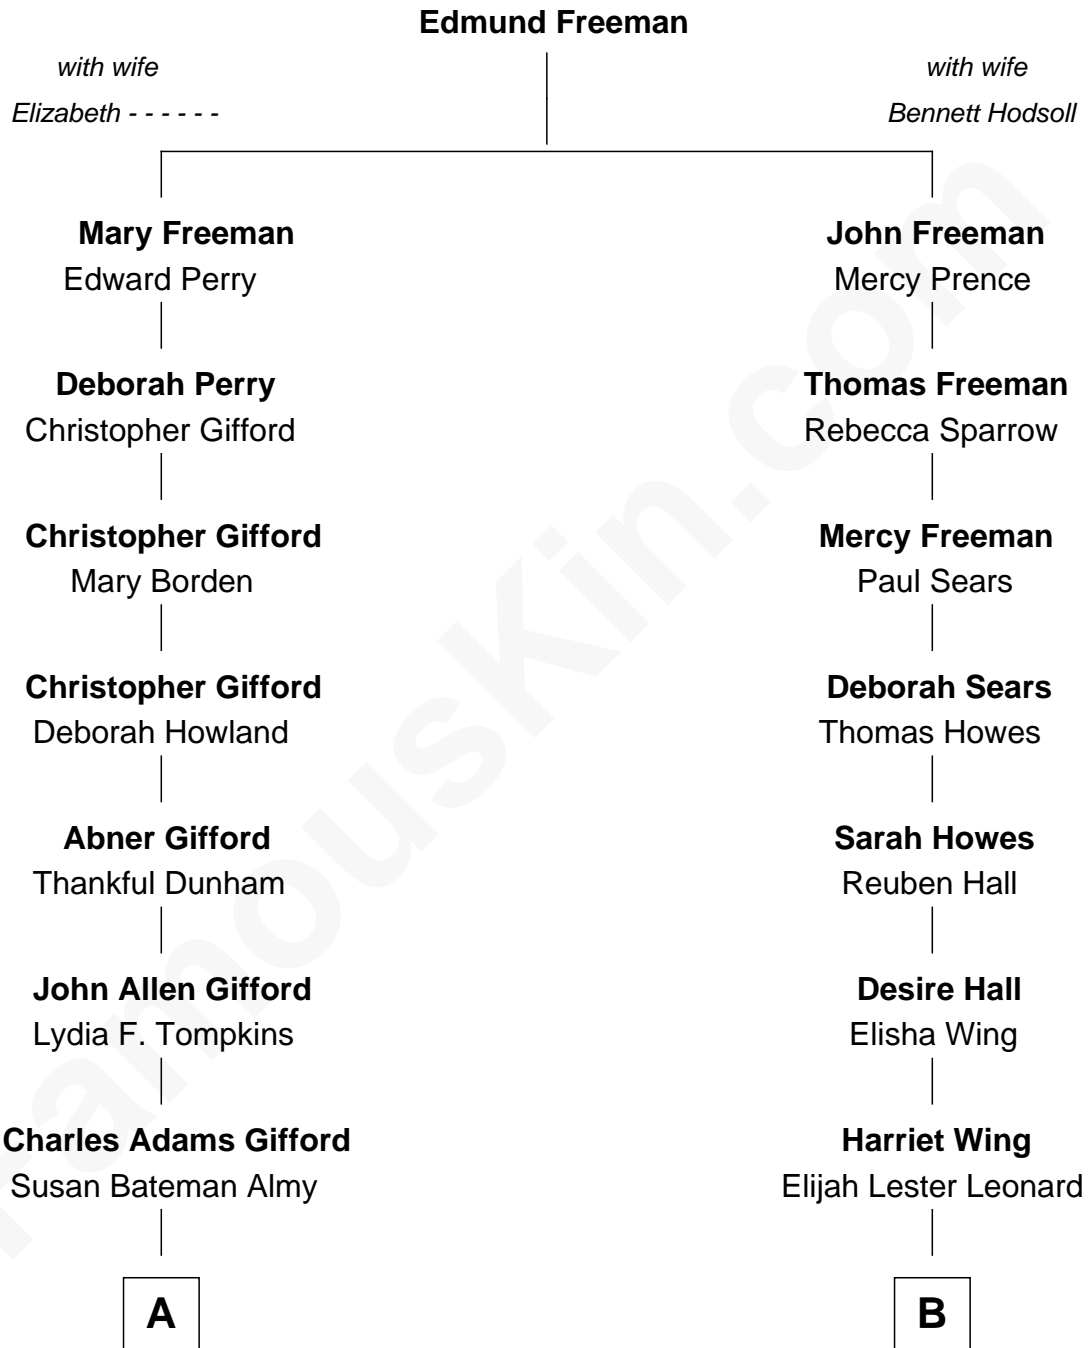 Edmund Freeman
with wife
Elizabeth - - - - - -
with wife
Bennett Hodsoll
Mary Freeman
Edward Perry
John Freeman
Mercy Prence
Deborah Perry
Christopher Gifford
Thomas Freeman
Rebecca Sparrow
Christopher Gifford
Mary Borden
Mercy Freeman
Paul Sears
Christopher Gifford
Deborah Howland
Deborah Sears
Thomas Howes
Abner Gifford
Thankful Dunham
Sarah Howes
Reuben Hall
John Allen Gifford
Lydia F. Tompkins
Desire Hall
Elisha Wing
Charles Adams Gifford
Susan Bateman Almy
Harriet Wing
Elijah Lester Leonard
A
B
FamousKin.com